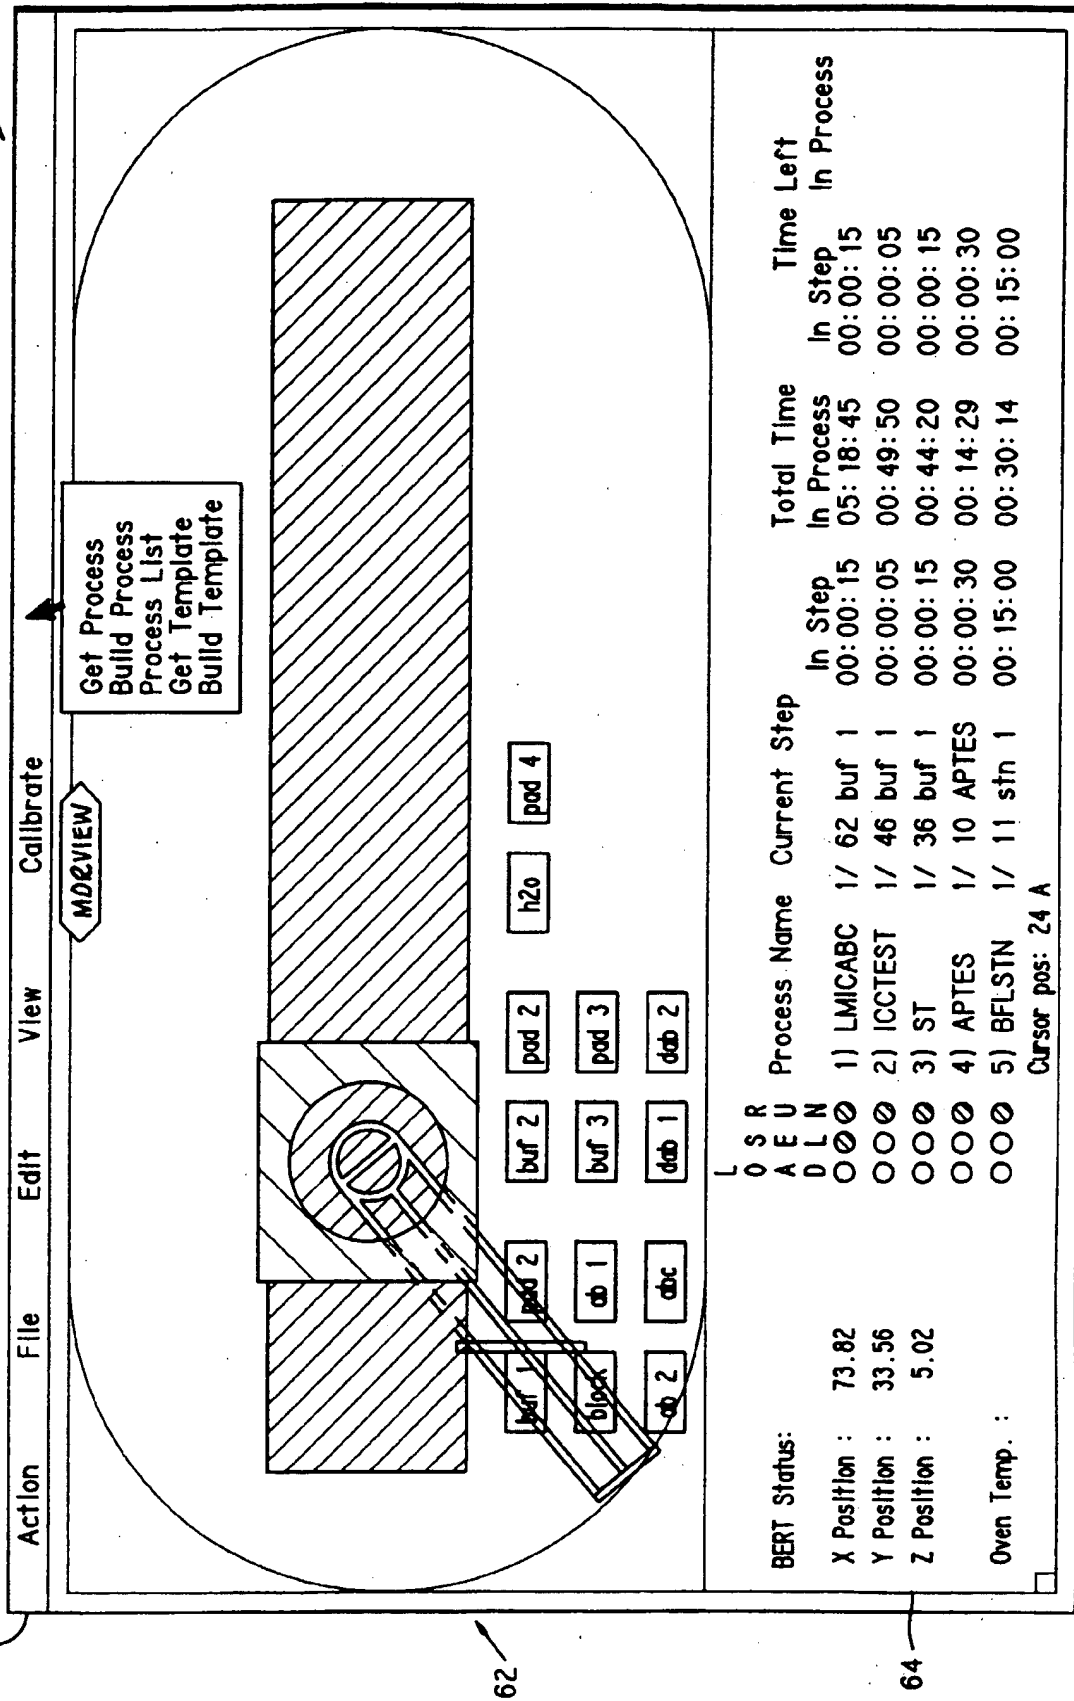 Action File Edit View Calibrate
MDRVIEW
Get Process
Build Process
Process List
Get Template
Build Template
buf 1 pad 2 buf 2 pad 2 h2o pad 4
block ab 1 buf 3 pad 3
ab 2 abc dab 1 dab 2
BERT Status:
X Position : 73.82
Y Position : 33.56
Z Position : 5.02
Oven Temp. :
L
O S R
A E U
D L N
Total Time Time Left
Process Name Current Step In Step In Process In Step In Process
1) LMICABC 1/ 62 buf 1 00:00:15 05:18:45 00:00:15
2) ICCTEST 1/ 46 buf 1 00:00:05 00:49:50 00:00:05
3) ST 1/ 36 buf 1 00:00:15 00:44:20 00:00:15
4) APTES 1/ 10 APTES 00:00:30 00:14:29 00:00:30
5) BFLSTN 1/ 11 stn 1 00:15:00 00:30:14 00:15:00
Cursor pos: 24 A
62
64